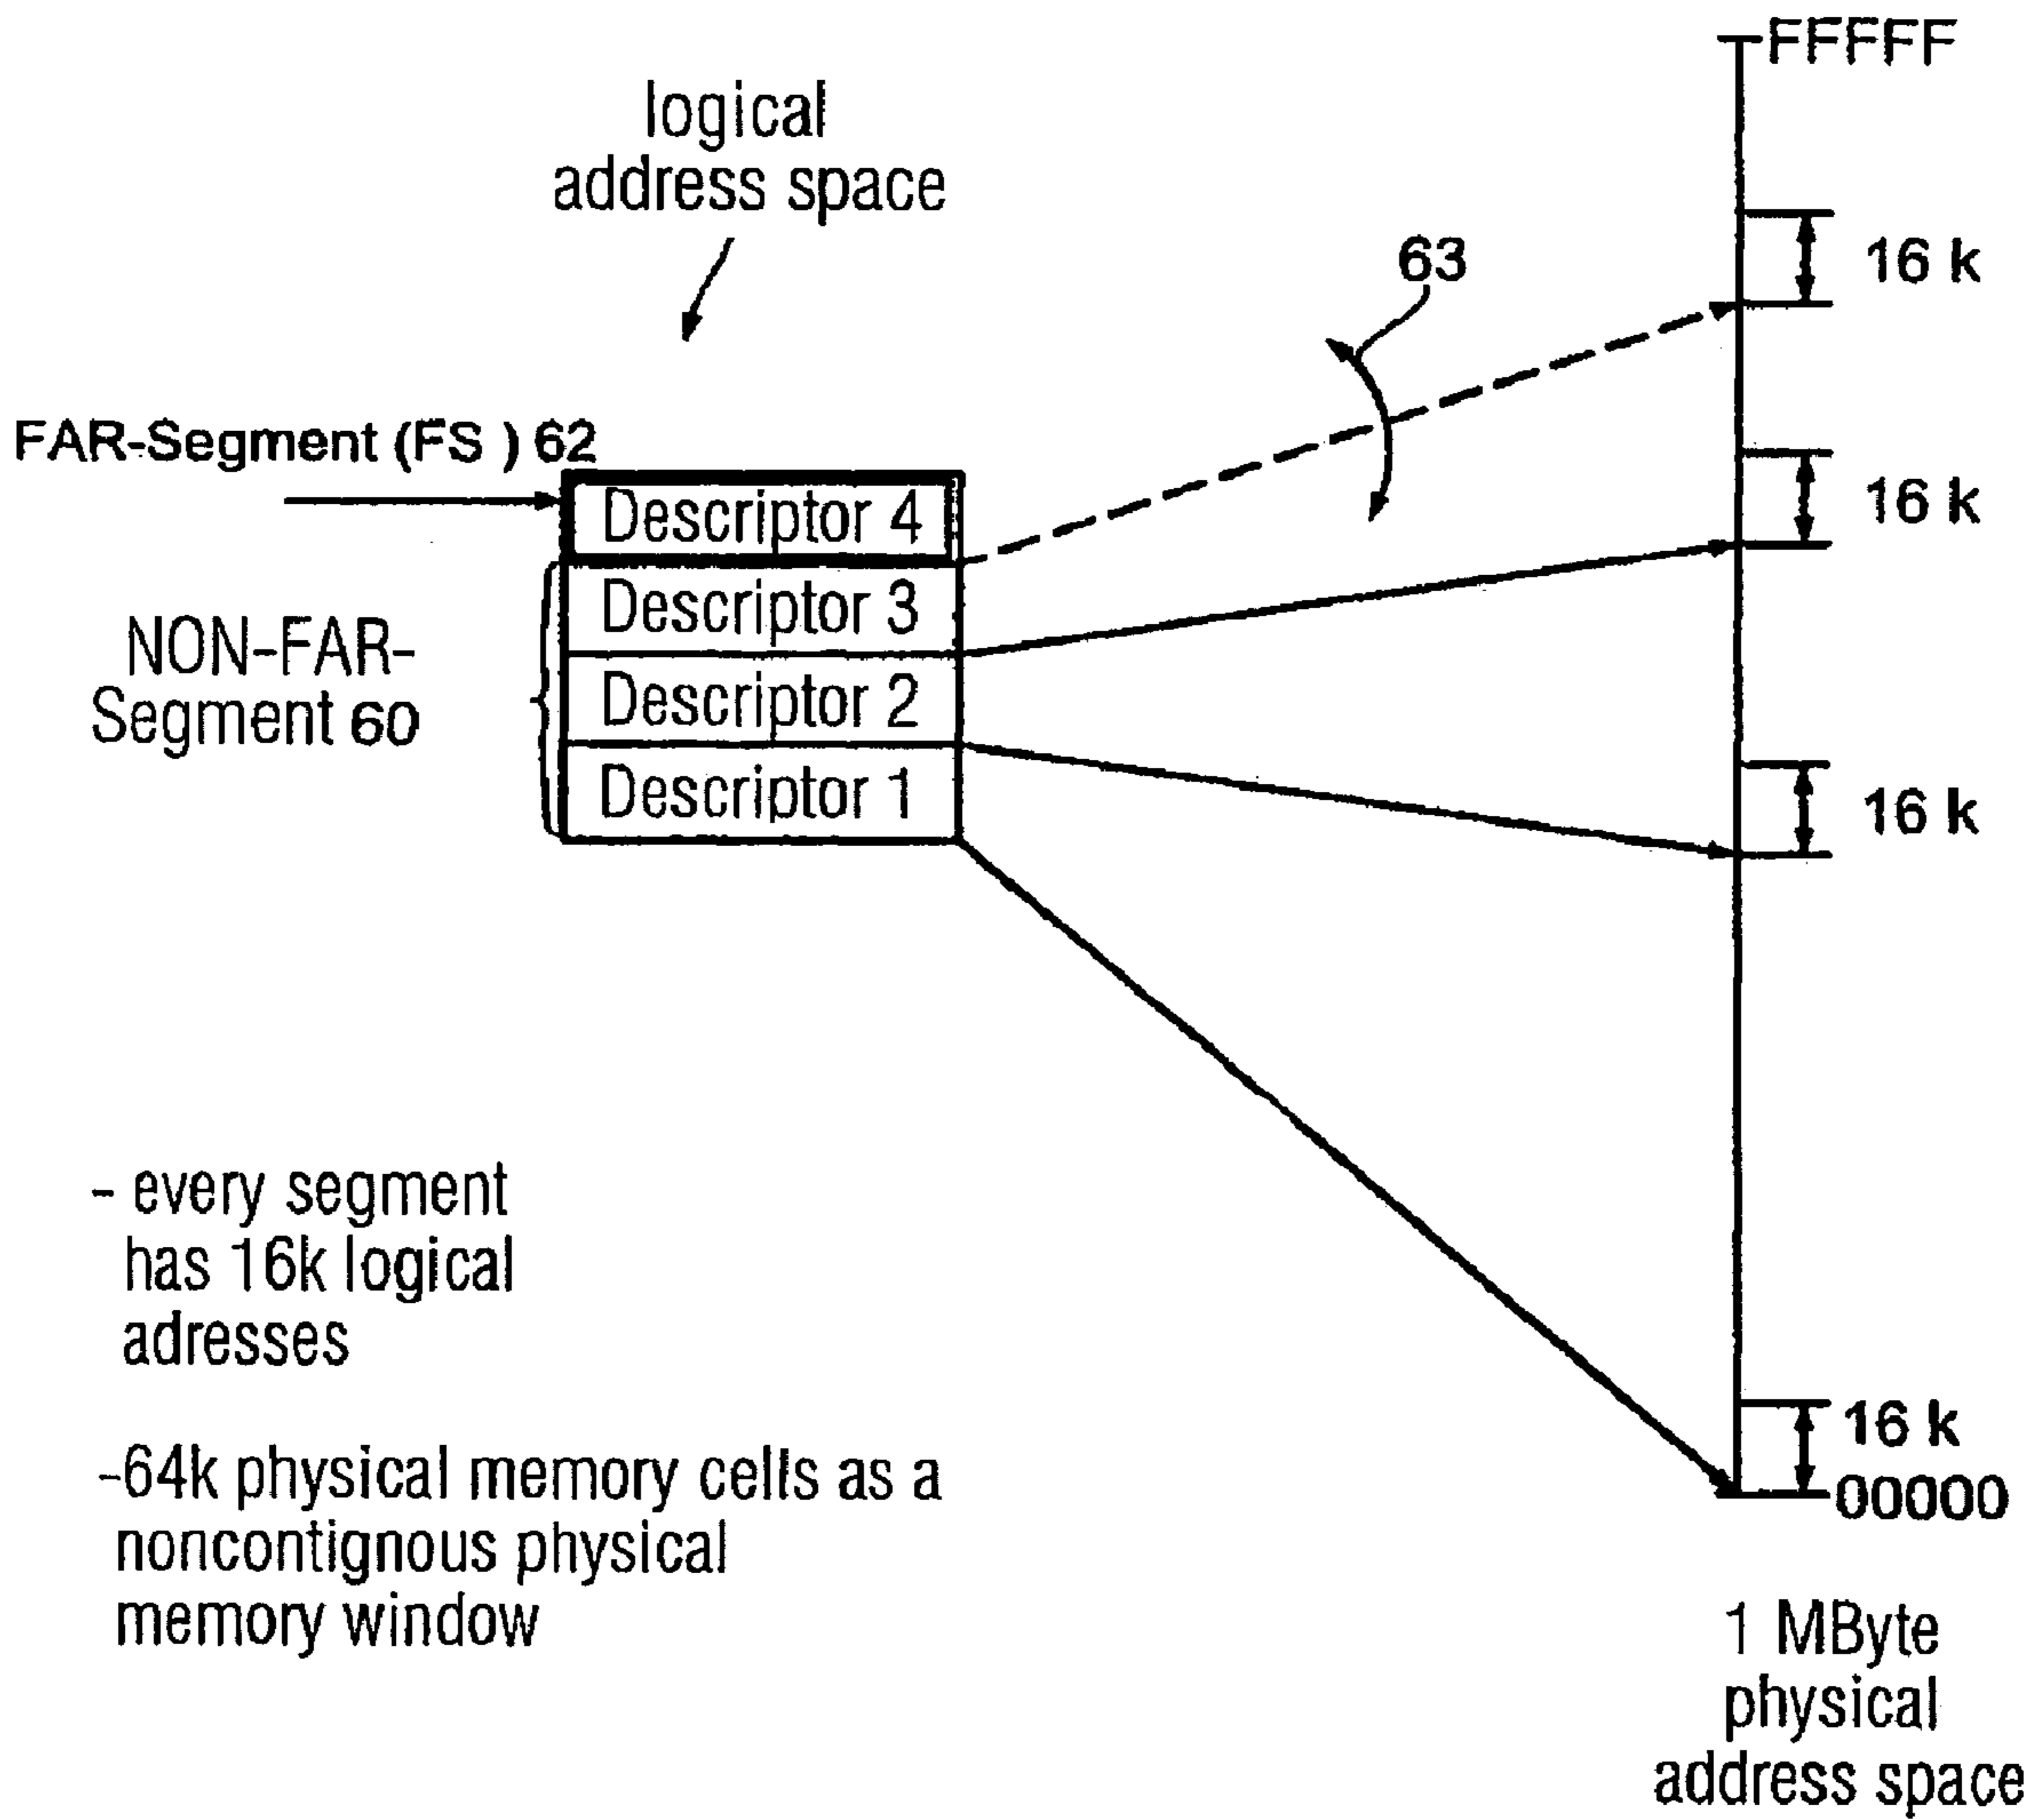 FFFFF
logical
address space
63
16 k
FAR-Segment (FS ) 62
16 k
Descriptor 4
Descriptor 3
NON-FAR-
Segment 60
Descriptor 2
Descriptor 1
16 k
- every segment
has 16k logical
adresses
16 k
00000
-64k physical memory cells as a
noncontignous physical
memory window
1 MByte
physical
address space